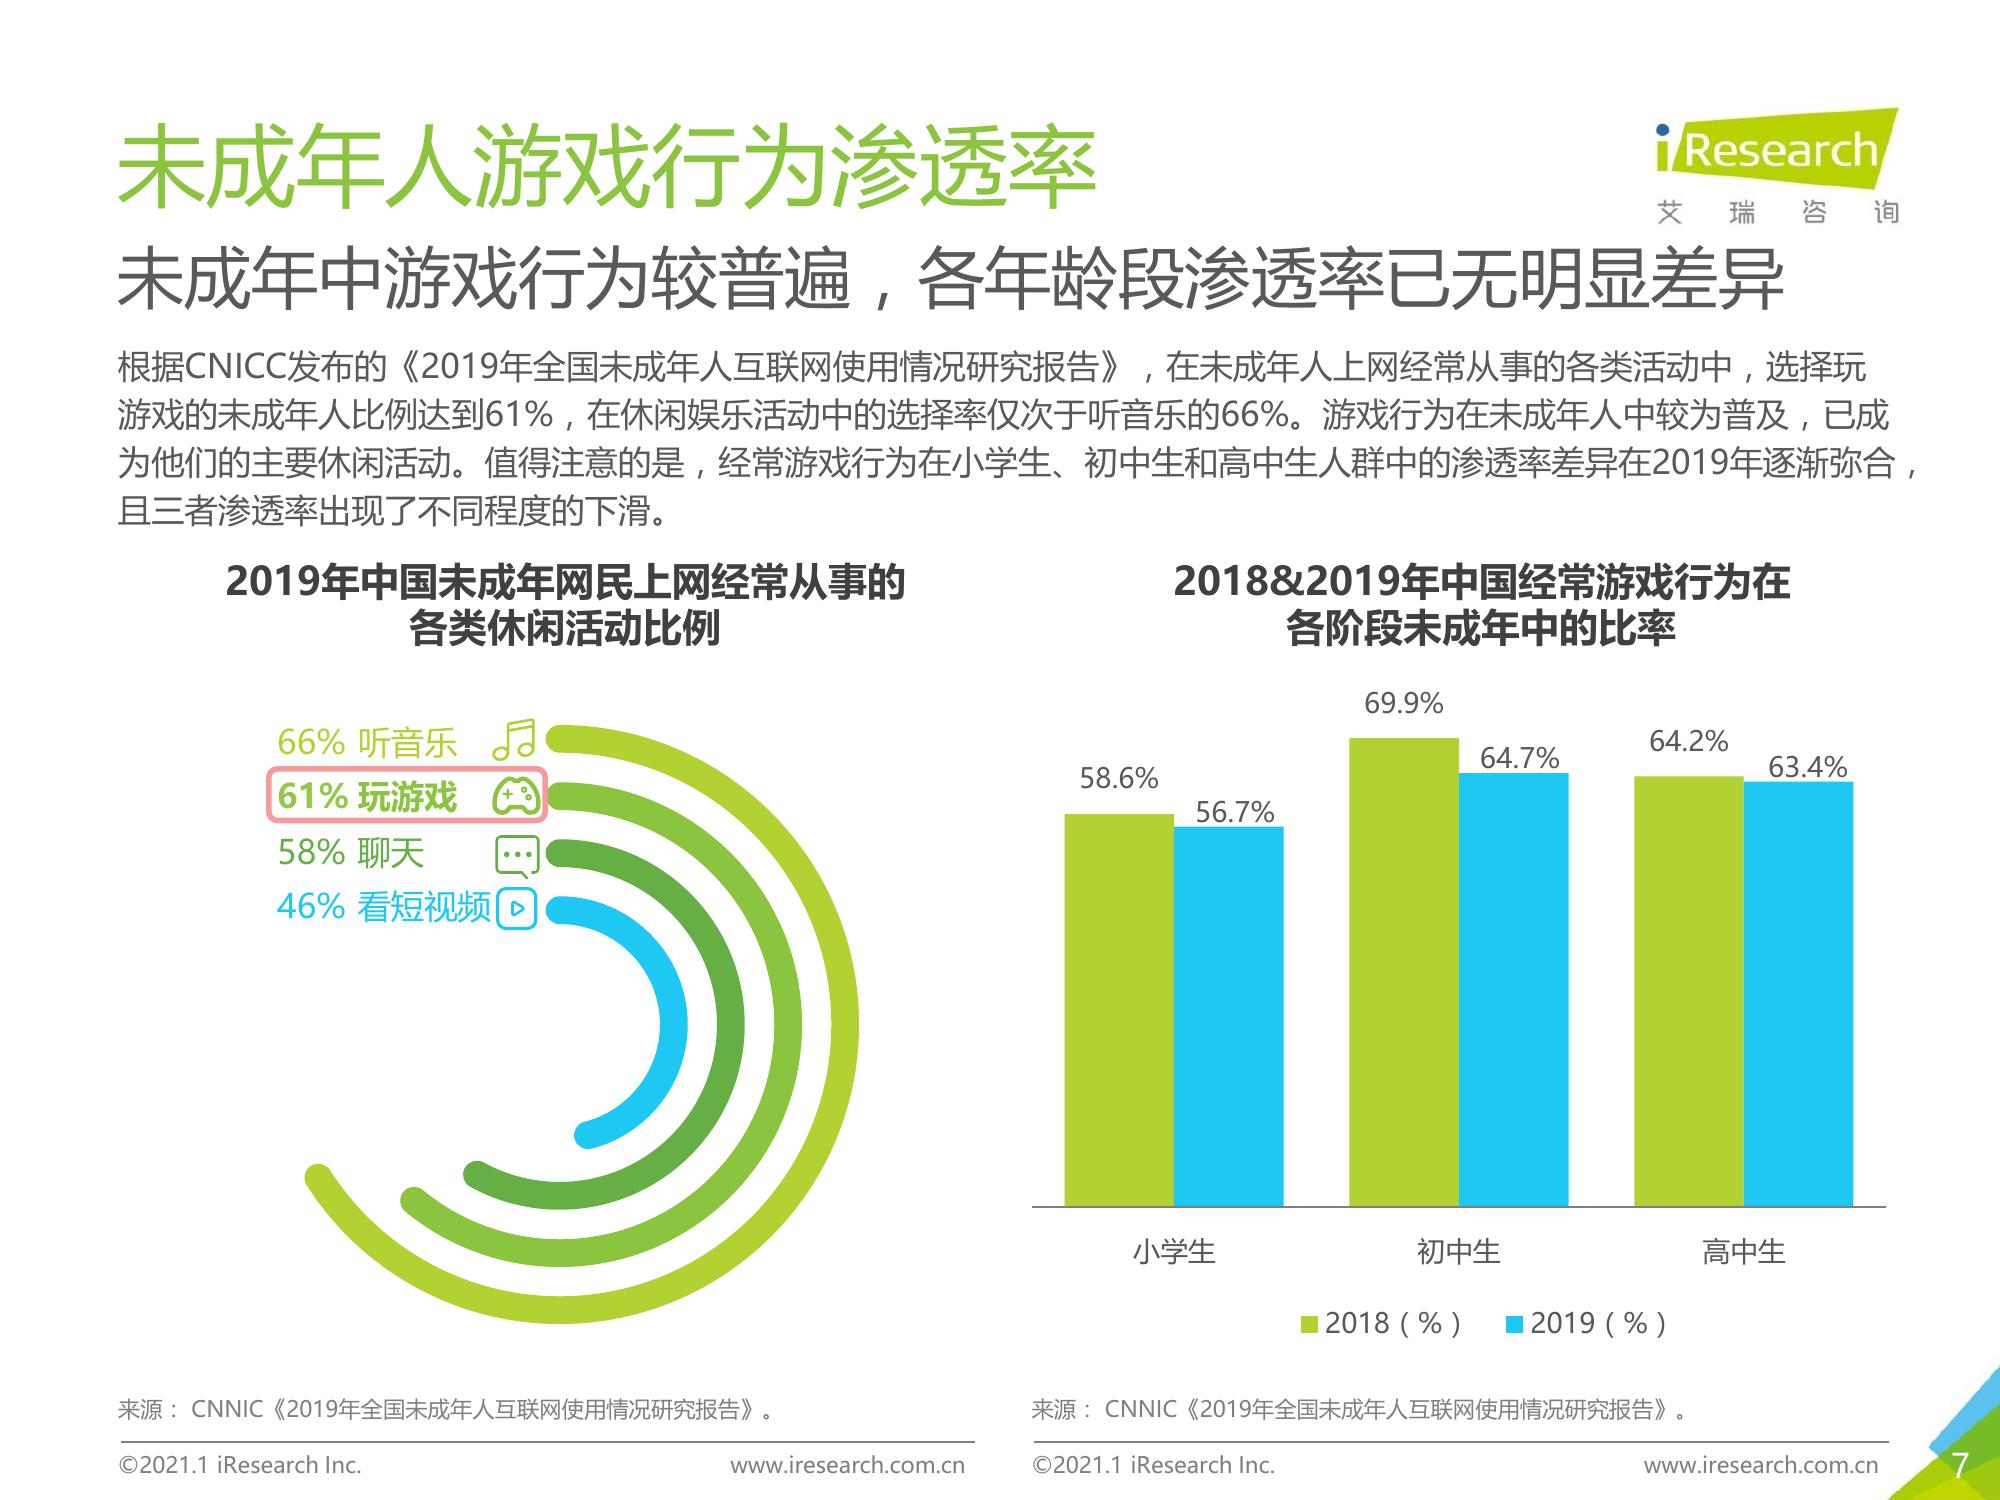 未成年人游戏行为渗透率
iResearch
艾瑞咨询
未成年中游戏行为较普遍，各年龄段渗透率已无明显差异
根据CNICC发布的《2019年全国未成年人互联网使用情况研究报告》，在未成年人上网经常从事的各类活动中，选择玩
游戏的未成年人比例达到61%，在休闲娱乐活动中的选择率仅次于听音乐的66%。游戏行为在未成年人中较为普及，已成
为他们的主要休闲活动。值得注意的是，经常游戏行为在小学生、初中生和高中生人群中的渗透率差异在2019年逐渐弥合，
且三者渗透率出现了不同程度的下滑。
2019年中国未成年网民上网经常从事的
各类休闲活动比例
66% 听音乐
61% 玩游戏
58% 聊天
46% 看短视频
2018&2019年中国经常游戏行为在
各阶段未成年中的比率
58.6%
56.7%
69.9%
64.7%
64.2%
63.4%
小学生
初中生
高中生
2018（%）
2019（%）
来源：CNNIC《2019年全国未成年人互联网使用情况研究报告》。
来源：CNNIC《2019年全国未成年人互联网使用情况研究报告》。
©2021.1 iResearch Inc.
www.iresearch.com.cn
©2021.1 iResearch Inc.
www.iresearch.com.cn
7